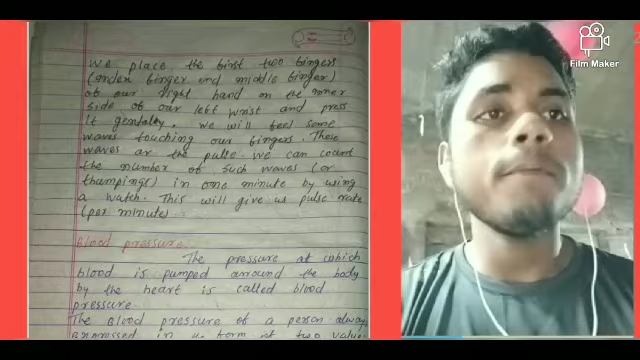 We place the first two fingers
(index finger and middle finger)
of our right hand on the inner
side of our left wrist and press
it gentalky. We will feel some
waves touching our fingers. These
waves are the pulle. We can count
the number of such waves (or
thumpings) in one minute by using
a watch. This will give us pulse rate
(per minute)
Blood pressure.
The pressure at which
blood is pumped arround the body
by the heart is called blood
pressure.
The Blood pressure of a person always
expressed in the form of two values
Film Maker
2